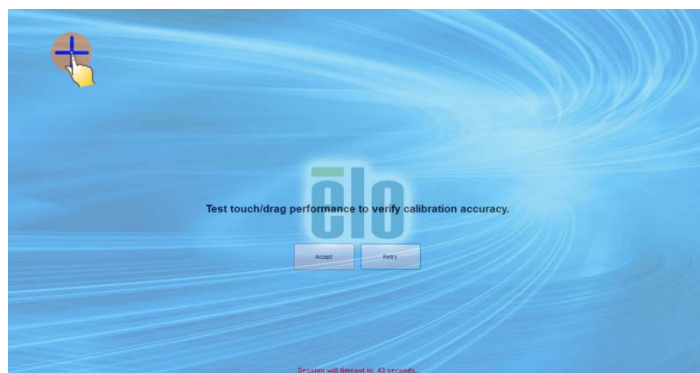 elo
Test touch/drag performance to verify calibration accuracy.
Accept
Retry
Session will timeout in: 43 seconds.